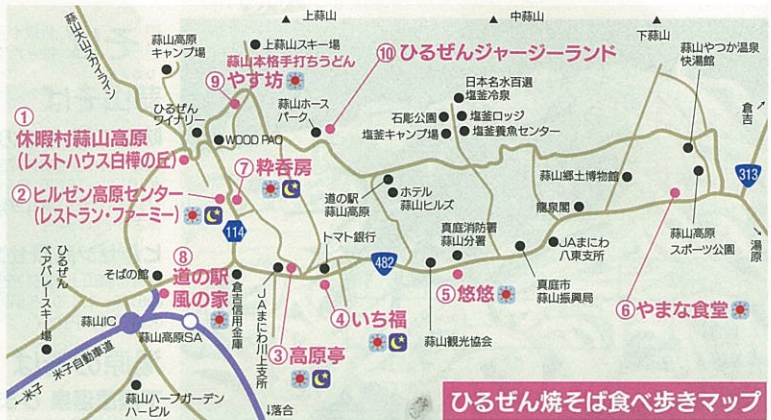 上蒜山
中蒜山
下蒜山
蒜山大山スカイライン
蒜山高原
キャンプ場
上蒜山スキー場
蒜山本格手打ちうどん
⑨やす坊
⑩ひるぜんジャージーランド
蒜山やつか温泉
快湯館
倉吉
日本名水百選
塩釜冷泉
石彫公園
塩釜ロッジ
塩釜キャンプ場
塩釜養魚センター
蒜山ホース
パーク
ひるぜん
ワイナリー
WOOD PAO
①
休暇村蒜山高原
(レストハウス白樺の丘)
②ヒルゼン高原センター
(レストラン・ファーミー)
⑦粋呑房
114
道の駅
蒜山高原
ホテル
蒜山ヒルズ
蒜山郷土博物館
龍泉閣
313
蒜山高原
スポーツ公園
湯原
ひるぜん
ベアバレースキー場
そばの館
⑧
道の駅
風の家
倉吉信用金庫
JAまにわ川上支所
トマト銀行
482
真庭消防署
蒜山分署
JAまにわ
八束支所
真庭市
蒜山振興局
⑤悠悠
⑥やまな食堂
蒜山IC
蒜山高原SA
③高原亭
④いち福
蒜山観光協会
←米子
米子自動車道
蒜山ハーブガーデン
ハービル
↓落合
ひるぜん焼そば食べ歩きマップ